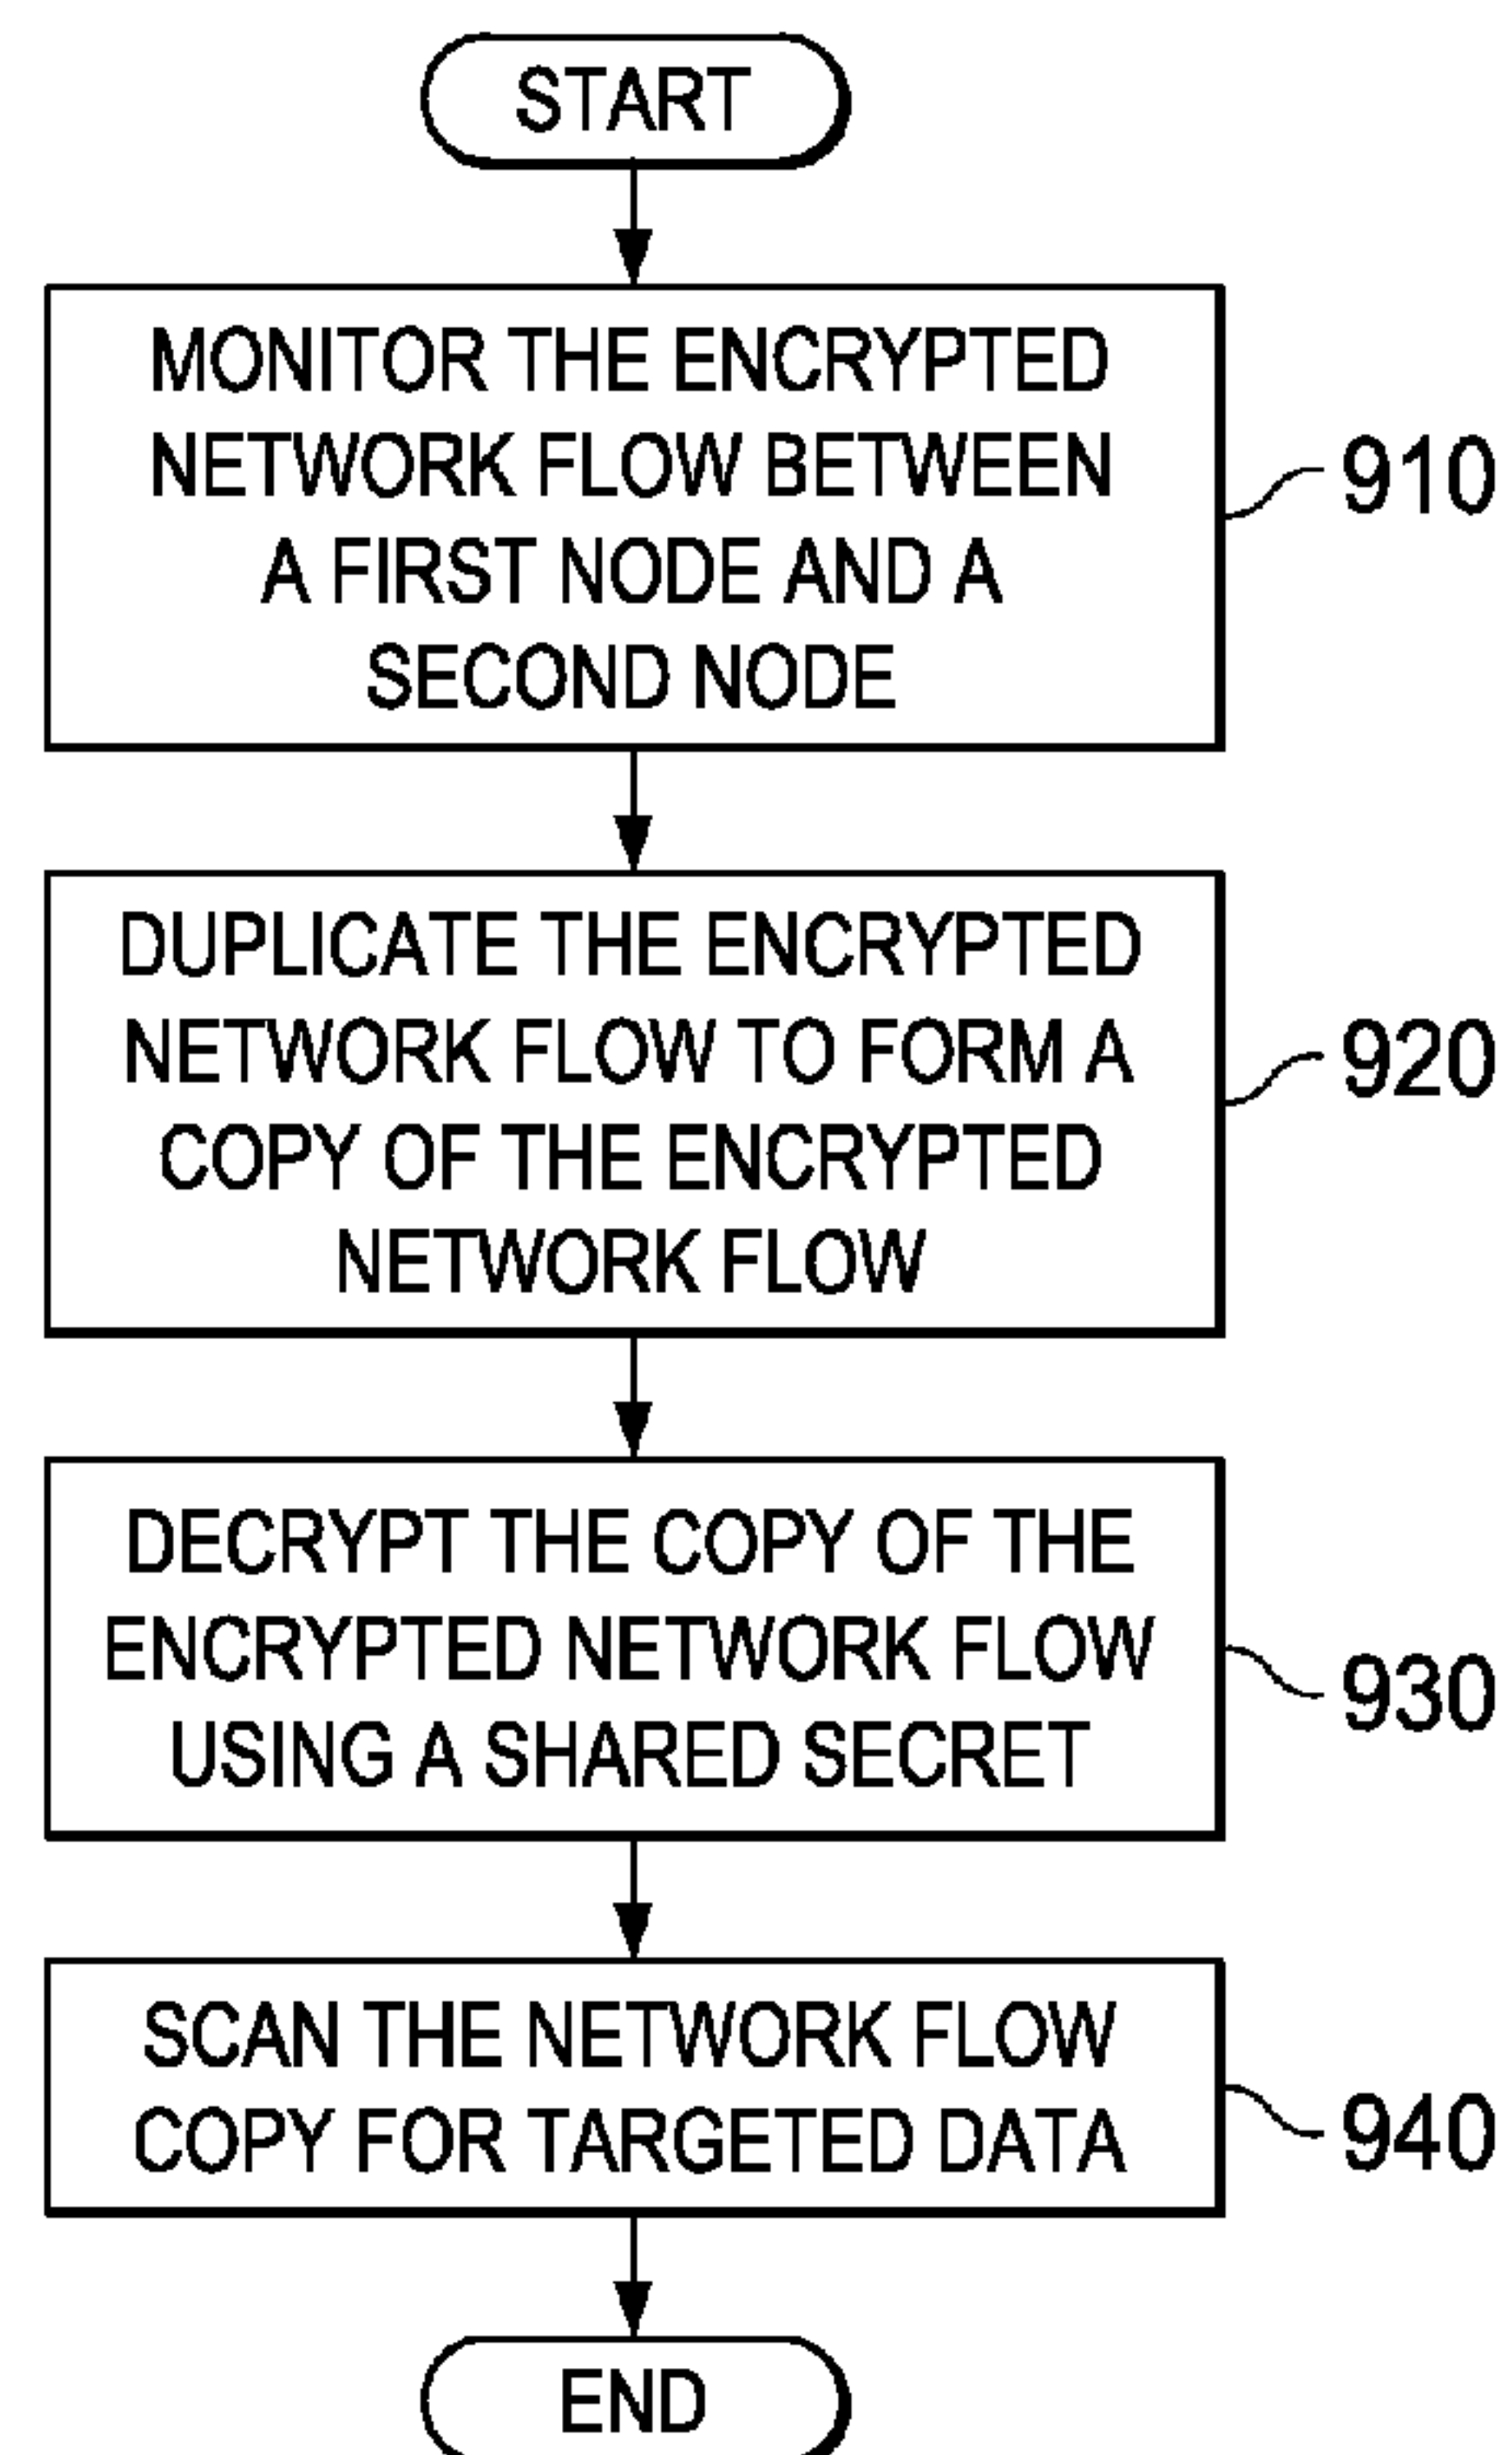 START
MONITOR THE ENCRYPTED
NETWORK FLOW BETWEEN
A FIRST NODE AND A
SECOND NODE
910
DUPLICATE THE ENCRYPTED
NETWORK FLOW TO FORM A
COPY OF THE ENCRYPTED
NETWORK FLOW
920
DECRYPT THE COPY OF THE
ENCRYPTED NETWORK FLOW
USING A SHARED SECRET
930
SCAN THE NETWORK FLOW
COPY FOR TARGETED DATA
940
END